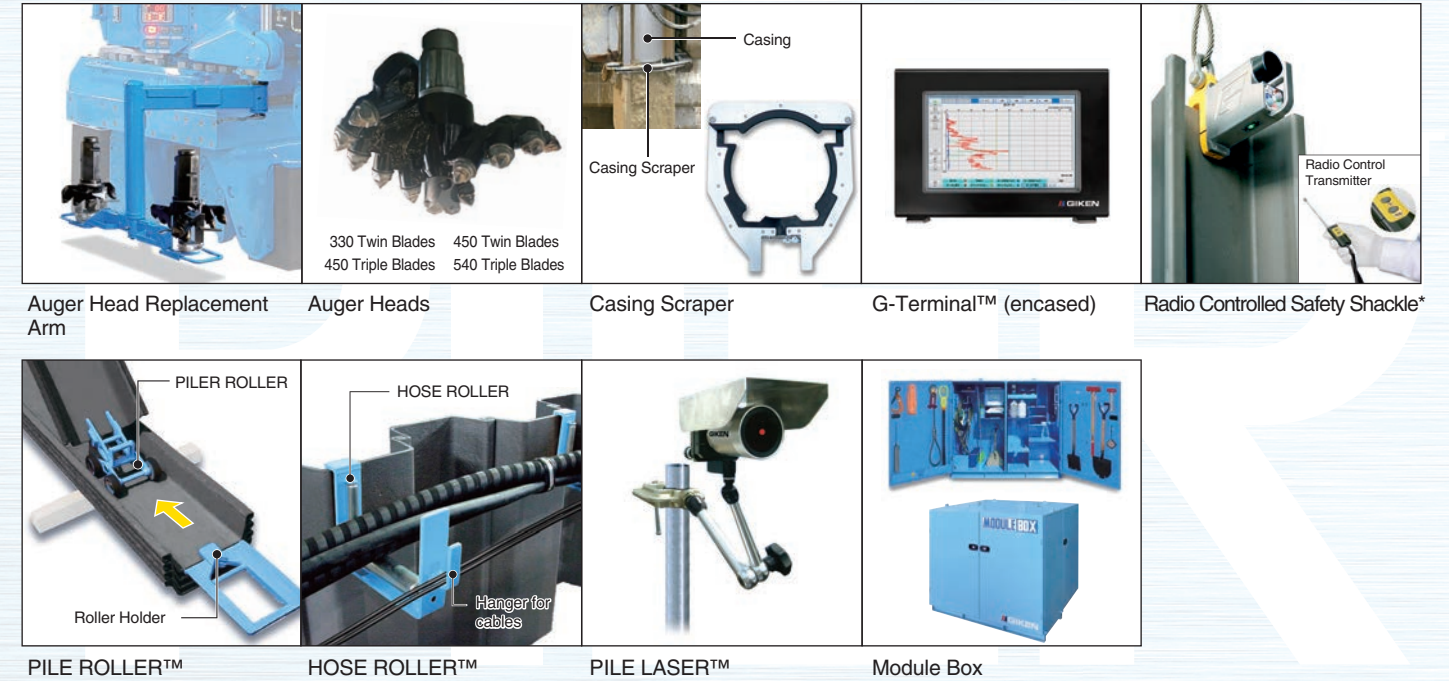 Casing
Casing Scraper
330 Twin Blades 450 Twin Blades
450 Triple Blades 540 Triple Blades
GIKEN
Radio Control
Transmitter
Auger Head Replacement
Arm
Auger Heads
Casing Scraper
G-Terminal™ (encased)
Radio Controlled Safety Shackle*
PILER ROLLER
Roller Holder
HOSE ROLLER
Hanger for
cables
GIKEN
MODULE BOX
GIKEN
PILE ROLLER™
HOSE ROLLER™
PILE LASER™
Module Box